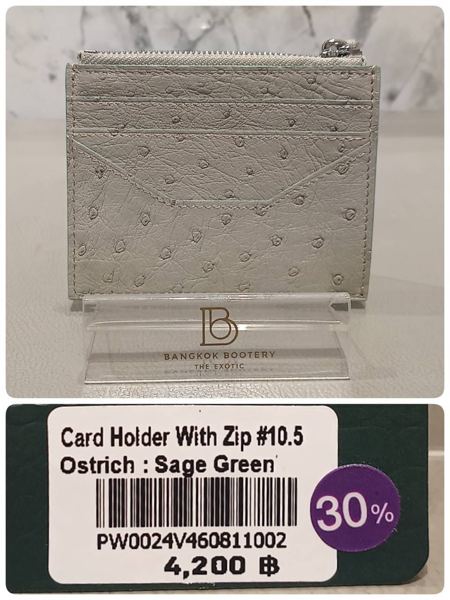 B
BANGKOK BOOTERY
THE EXOTIC
Card Holder With Zip #10.5
Ostrich : Sage Green
PW0024V460811002
4,200 ฿
30%